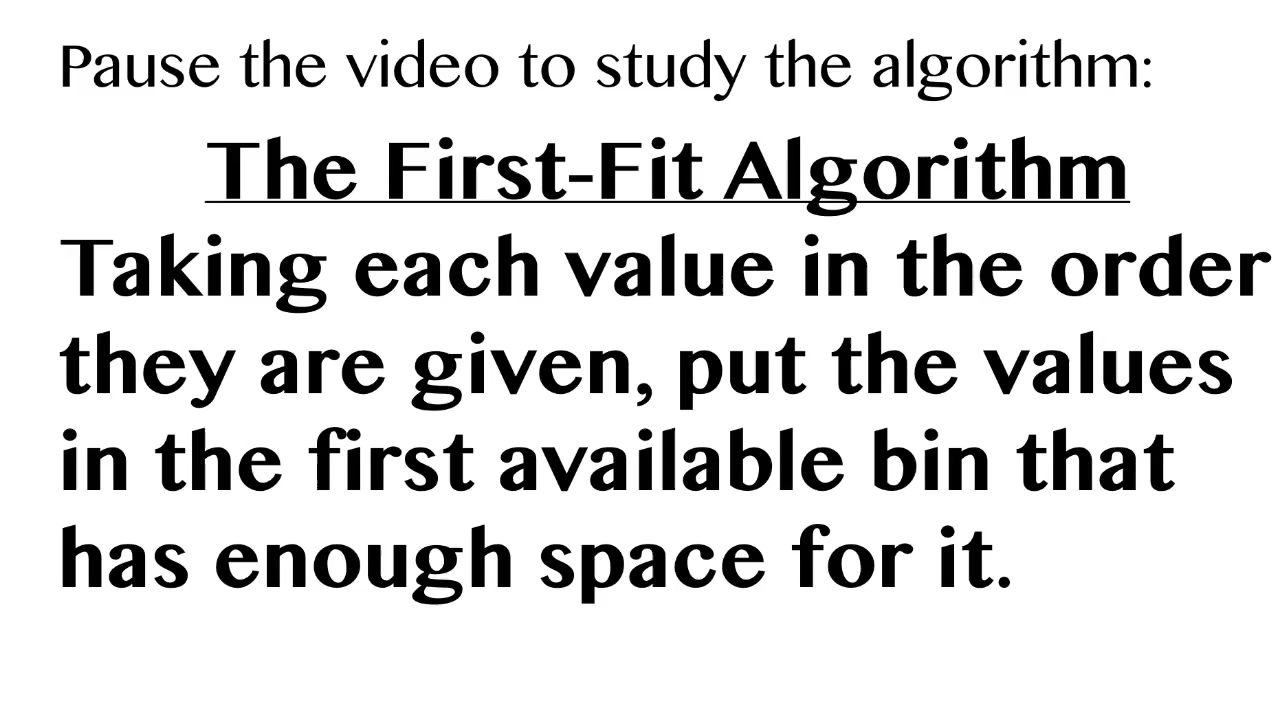 Pause the video to study the algorithm:
The First-Fit Algorithm
Taking each value in the order
they are given, put the values
in the first available bin that
has enough space for it.